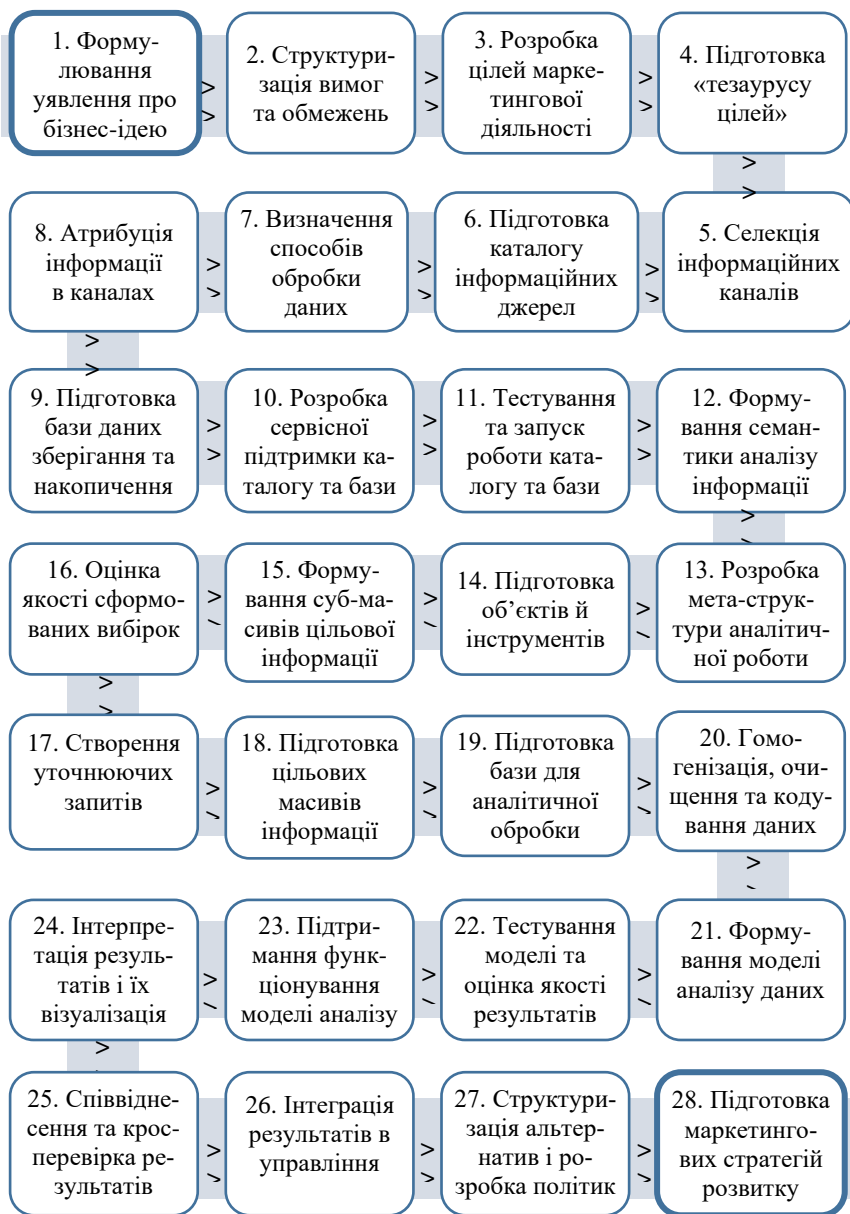 1. Форму-
лювання
уявлення про
бізнес-ідею
2. Структури-
зація вимог
та обмежень
3. Розробка
цілей марке-
тингової
діяльності
4. Підготовка
«тезаурусу
цілей»
5. Селекція
інформаційних
каналів
6. Підготовка
каталогу
інформаційних
джерел
7. Визначення
способів
обробки
даних
8. Атрибуція
інформації
в каналах
9. Підготовка
бази даних
зберігання та
накопичення
10. Розробка
сервісної
підтримки ка-
талогу та бази
11. Тестування
та запуск
роботи ката-
логу та бази
12. Форму-
вання семан-
тики аналізу
інформації
13. Розробка
мета-струк-
тури аналітич-
ної роботи
14. Підготовка
об’єктів й
інструментів
15. Форму-
вання суб-ма-
сивів цільової
інформації
16. Оцінка
якості сформо-
ваних вибірок
17. Створення
уточнюючих
запитів
18. Підготовка
цільових
масивів
інформації
19. Підготовка
бази для
аналітичної
обробки
20. Гомо-
генізація, очи-
щення та коду-
вання даних
21. Форму-
вання моделі
аналізу даних
22. Тестування
моделі та
оцінка якості
результатів
23. Підтри-
мання функ-
ціонування
моделі аналізу
24. Інтерпре-
тація резуль-
татів і їх
візуалізація
25. Співвідне-
сення та крос-
перевірка ре-
зультатів
26. Інтеграція
результатів в
управління
27. Структури-
зація альтер-
натив і ро-
зробка політик
28. Підготовка
маркетинго-
вих стратегій
розвитку